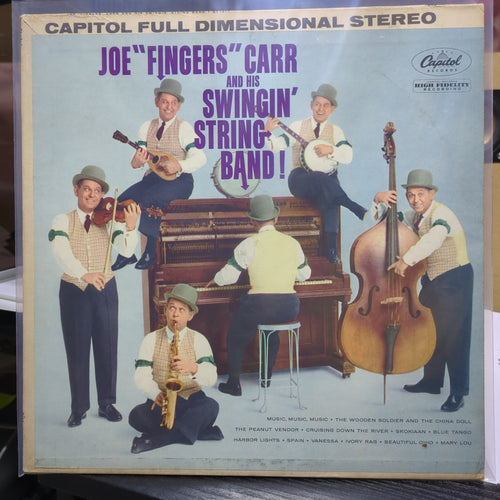 CAPITOL FULL DIMENSIONAL STEREO
JOE "FINGERS" CARR
AND HIS
SWINGIN'
STRING
BAND!
Capitol
RECORDS
HIGH FIDELITY
RECORDING
MUSIC, MUSIC, MUSIC • THE WOODEN SOLDIER AND THE CHINA DOLL
THE PEANUT VENDOR • CRUISING DOWN THE RIVER • SKOKIAAN • BLUE TANGO
HARBOR LIGHTS • SPAIN • VANESSA • IVORY RAG • BEAUTIFUL OHIO • MARY LOU